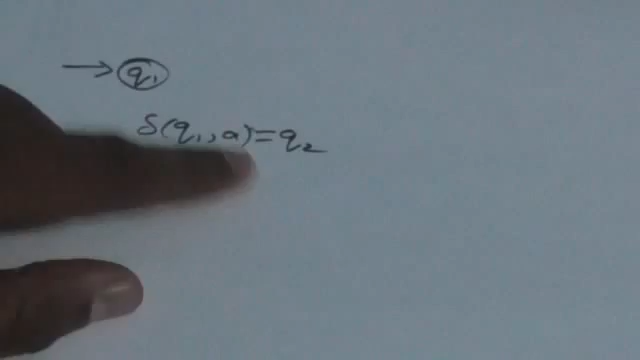 → q₁
δ(q₁, a) = q₂